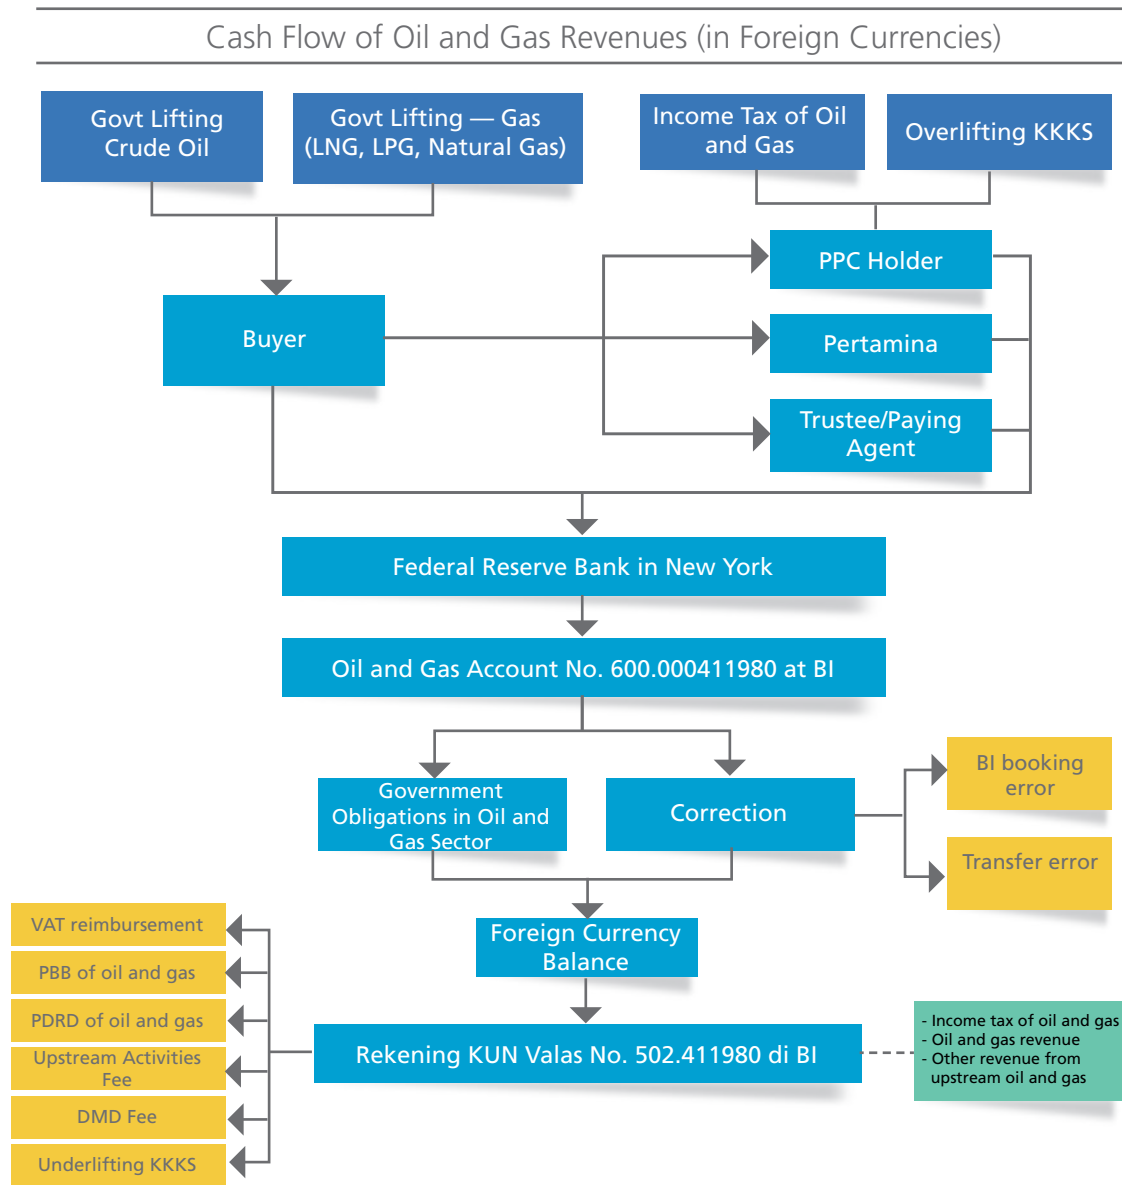 Cash Flow of Oil and Gas Revenues (in Foreign Currencies)
Govt Lifting
Crude Oil
Govt Lifting — Gas
(LNG, LPG, Natural Gas)
Income Tax of Oil
and Gas
Overlifting KKKS
PPC Holder
Buyer
Pertamina
Trustee/Paying
Agent
Federal Reserve Bank in New York
Oil and Gas Account No. 600.000411980 at BI
Government
Obligations in Oil and
Gas Sector
Correction
BI booking
error
Transfer error
Foreign Currency
Balance
VAT reimbursement
PBB of oil and gas
PDRD of oil and gas
Upstream Activities
Fee
DMD Fee
Underlifting KKKS
Rekening KUN Valas No. 502.411980 di BI
- Income tax of oil and gas
- Oil and gas revenue
- Other revenue from
upstream oil and gas